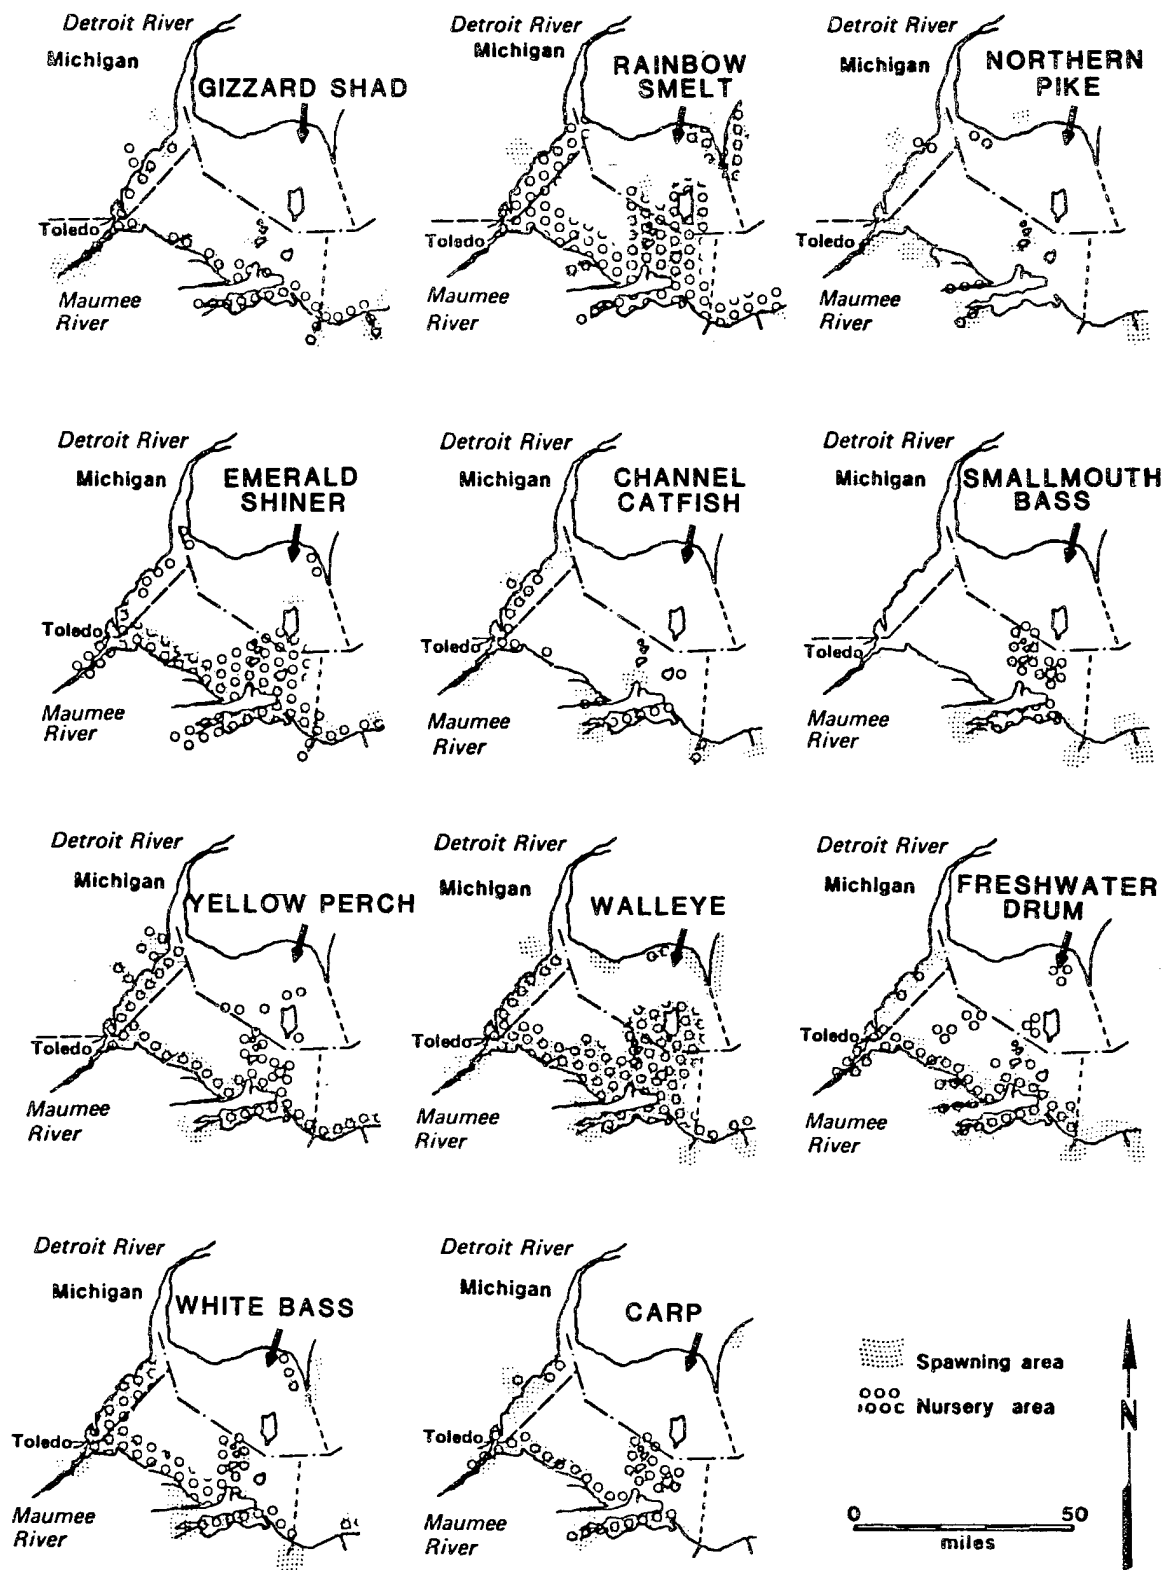 Detroit River
Michigan
GIZZARD SHAD
Toledo
Maumee
River
Detroit River
Michigan
RAINBOW
SMELT
Toledo
Maumee
River
Detroit River
Michigan
NORTHERN
PIKE
Toledo
Maumee
River
Detroit River
Michigan
EMERALD
SHINER
Toledo
Maumee
River
Detroit River
Michigan
CHANNEL
CATFISH
Toledo
Maumee
River
Detroit River
Michigan
SMALLMOUTH
BASS
Toledo
Maumee
River
Detroit River
Michigan
YELLOW PERCH
Toledo
Maumee
River
Detroit River
Michigan
WALLEYE
Toledo
Maumee
River
Detroit River
Michigan
FRESHWATER
DRUM
Toledo
Maumee
River
Detroit River
Michigan
WHITE BASS
Toledo
Maumee
River
Detroit River
Michigan
CARP
Toledo
Maumee
River
Spawning area
Nursery area
N
0 50
miles